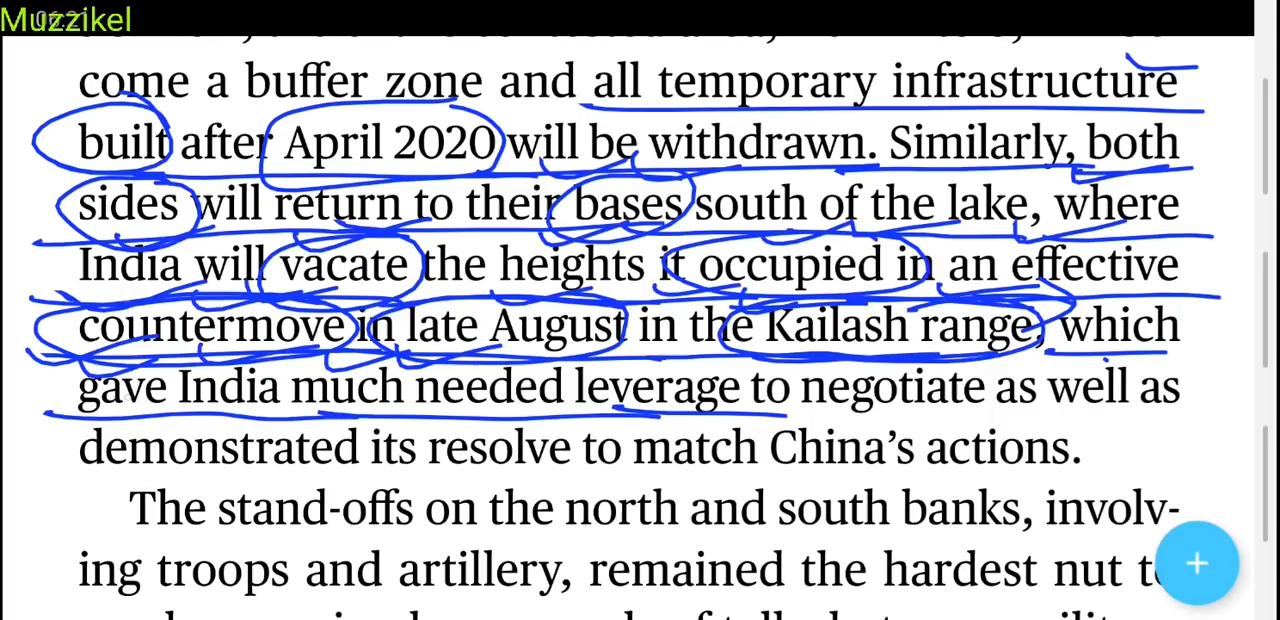 Muzzikel
come a buffer zone and all temporary infrastructure
built after April 2020 will be withdrawn. Similarly, both
sides will return to their bases south of the lake, where
India will vacate the heights it occupied in an effective
countermove in late August in the Kailash range, which
gave India much needed leverage to negotiate as well as
demonstrated its resolve to match China’s actions.
The stand-offs on the north and south banks, involv-
ing troops and artillery, remained the hardest nut
+